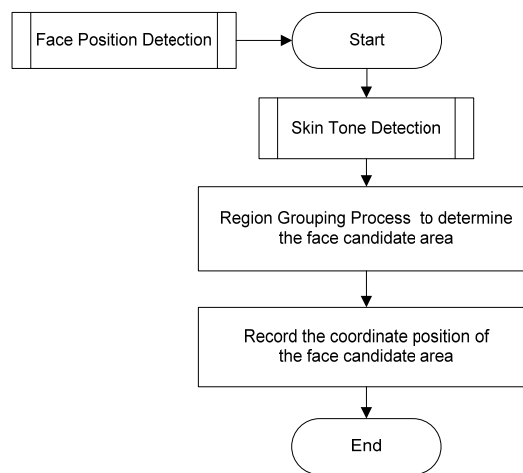 Face Position Detection
Start
Skin Tone Detection
Region Grouping Process to determine
the face candidate area
Record the coordinate position of
the face candidate area
End